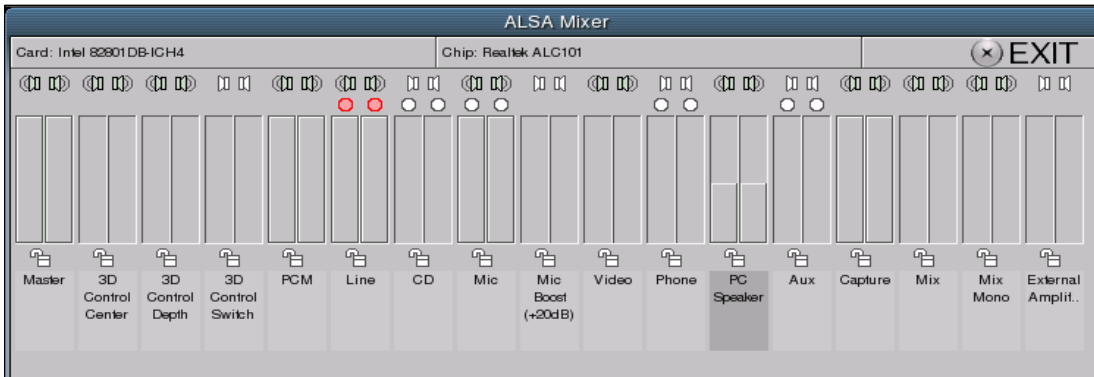 ALSA Mixer
Card: Intel 82801DB-ICH4
Chip: Realtek ALC101
EXIT
Master
3D
Control
Center
3D
Control
Depth
3D
Control
Switch
PCM
Line
CD
Mic
Mic
Boost
(+20dB)
Video
Phone
PC
Speaker
Aux
Capture
Mix
Mix
Mono
External
Amplif..